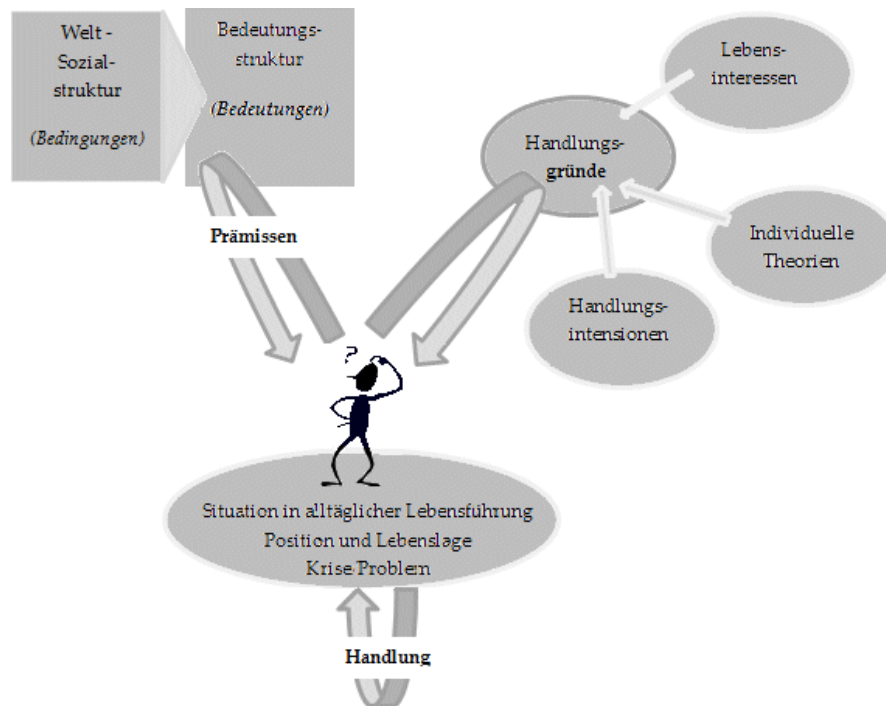 Welt -
Sozial-
struktur
(Bedingungen)
Bedeutungs-
struktur
(Bedeutungen)
Lebens-
interessen
Handlungs-
gründe
Individuelle
Theorien
Handlungs-
intensionen
Prämissen
?
Situation in alltäglicher Lebensführung
Position und Lebenslage
Krise/Problem
Handlung